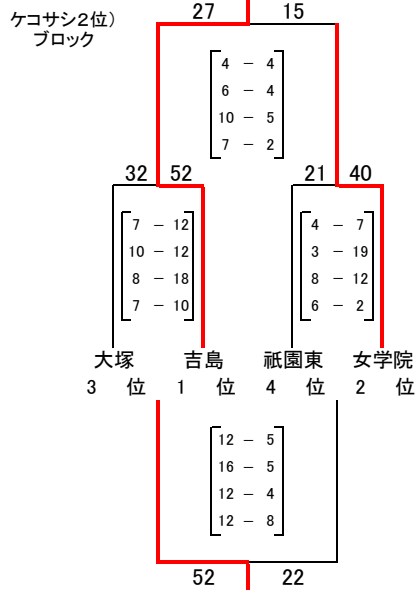 ケコサシ2位)
ブロック
27 15
4 － 4
6 － 4
10 － 5
7 － 2
32 52
21 40
7 － 12
10 － 12
8 － 18
7 － 10
4 － 7
3 － 19
8 － 12
6 － 2
大塚 吉島 祇園東 女学院
3 位 1 位 4 位 2 位
12 － 5
16 － 5
12 － 4
12 － 8
52 22